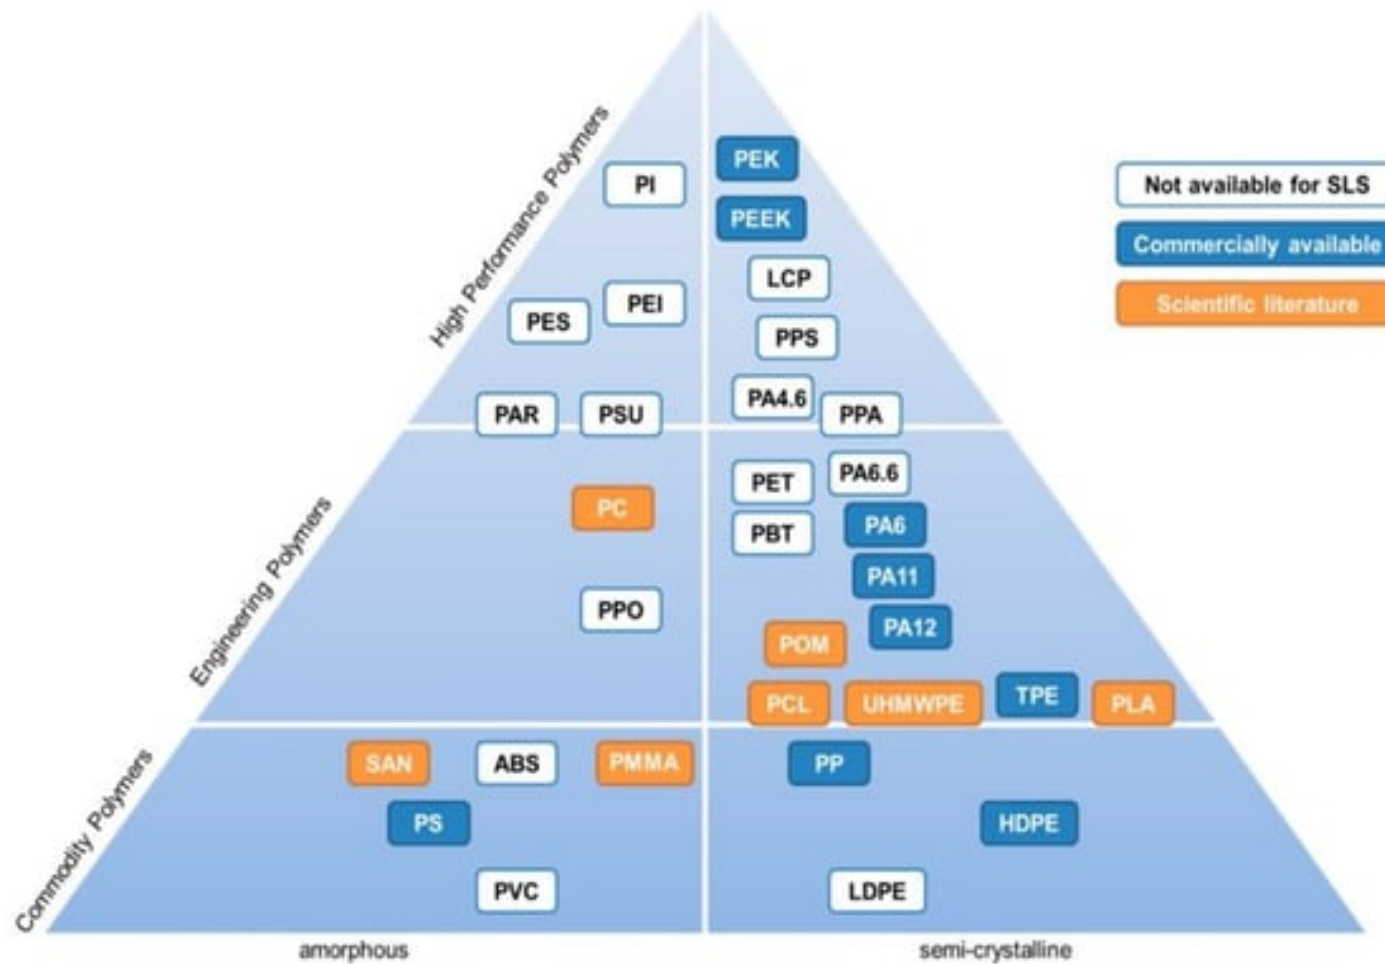 High Performance Polymers
Engineering Polymers
Commodity Polymers
PI
PEI
PES
PAR
PSU
PC
PPO
SAN
ABS
PMMA
PS
PVC
PEK
PEEK
LCP
PPS
PA4.6
PPA
PET
PA6.6
PBT
PA6
PA11
PA12
POM
PCL
UHMWPE
TPE
PLA
PP
HDPE
LDPE
amorphous
semi-crystalline
Not available for SLS
Commercially available
Scientific literature